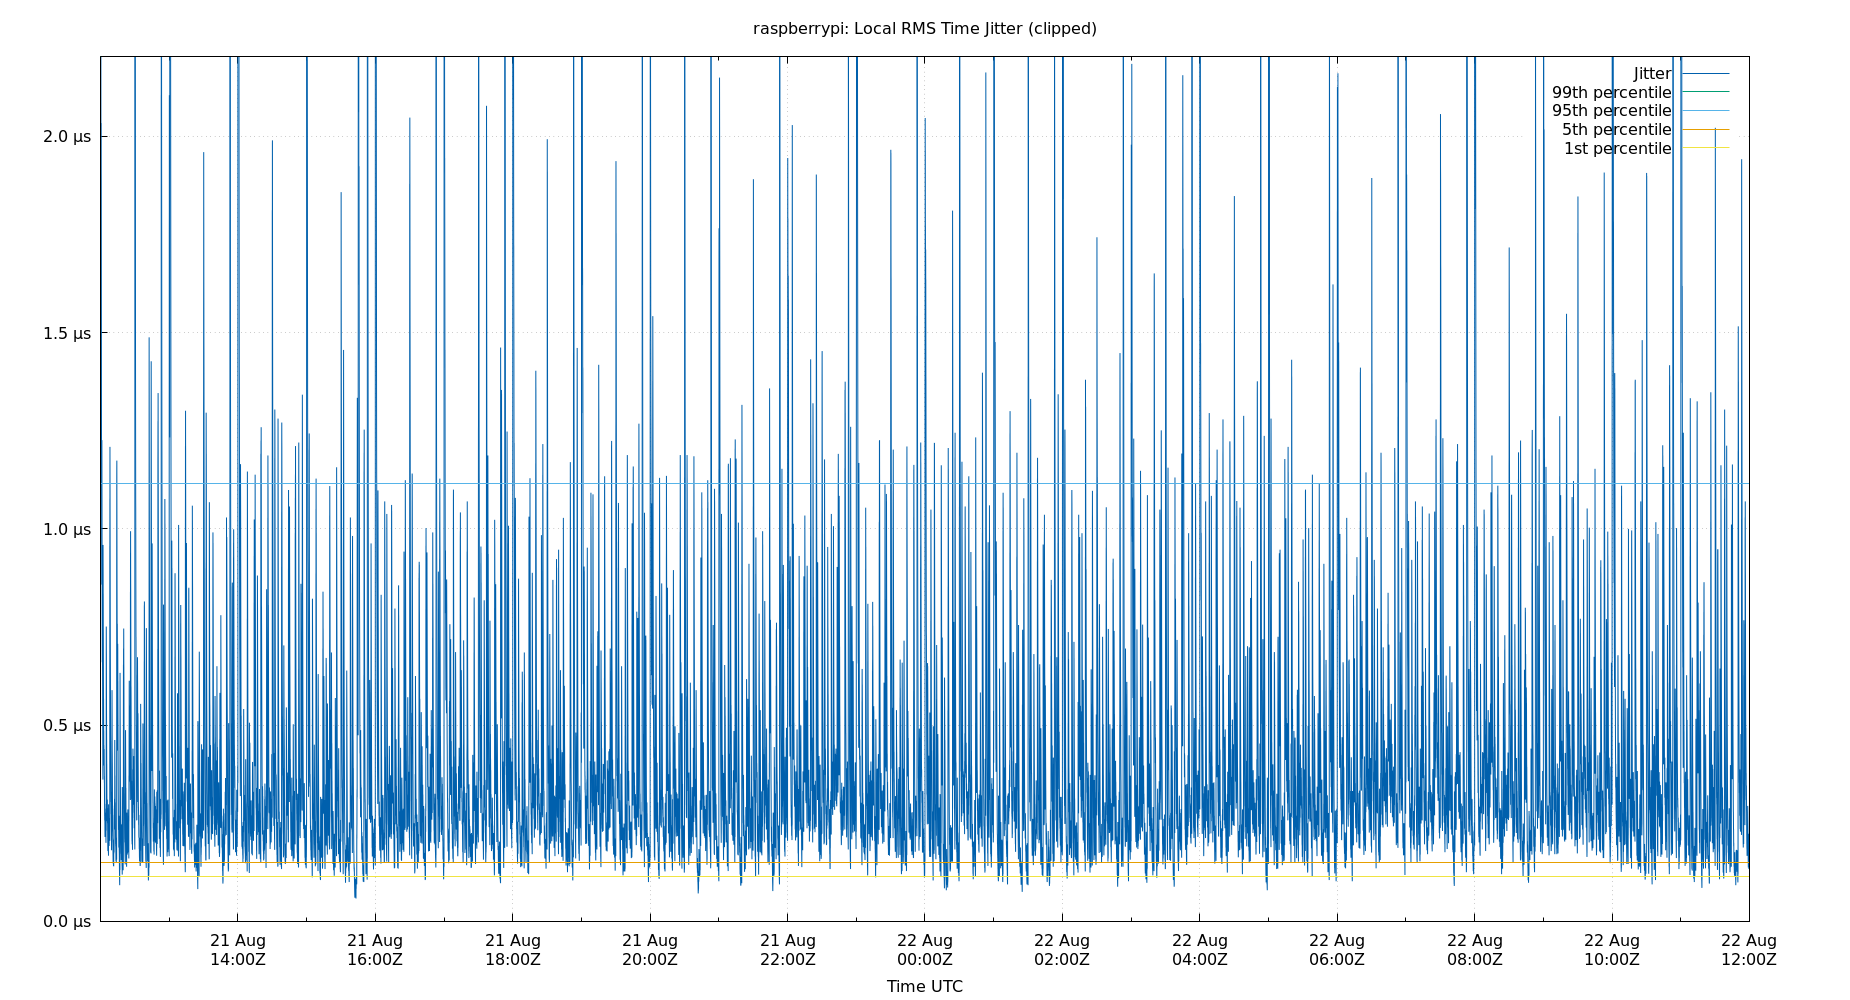 raspberrypi: Local RMS Time Jitter (clipped)
Jitter
99th percentile
95th percentile
5th percentile
1st percentile
2.0 µs
1.5 µs
1.0 µs
0.5 µs
0.0 µs
21 Aug 21 Aug 21 Aug 21 Aug 21 Aug 22 Aug 22 Aug 22 Aug 22 Aug 22 Aug 22 Aug 22 Aug
14:00Z 16:00Z 18:00Z 20:00Z 22:00Z 00:00Z 02:00Z 04:00Z 06:00Z 08:00Z 10:00Z 12:00Z
Time UTC